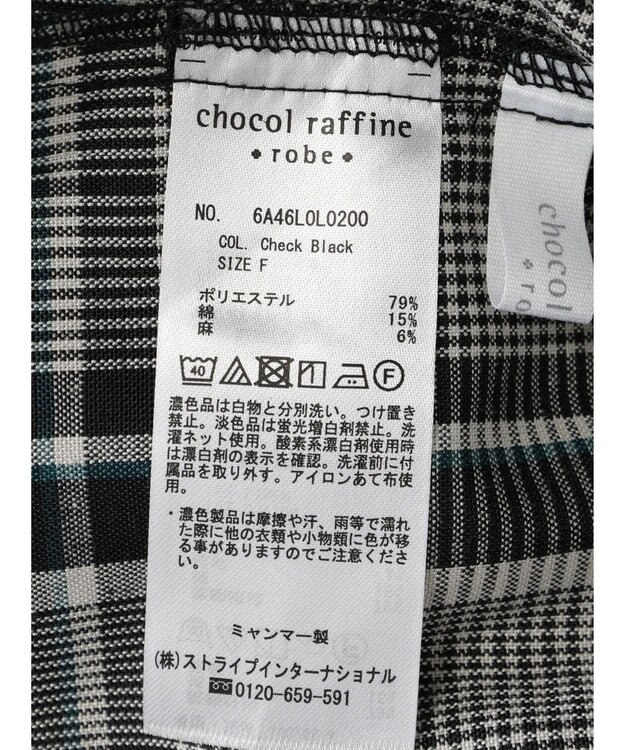 chocol raffine
robe
NO. 6A46L0L0200
COL. Check Black
SIZE F
ポリエステル 79%
綿 15%
麻 6%
40 F
濃色品は白物と分別洗い。つけ置き
禁止。淡色品は蛍光増白剤禁止。洗
濯ネット使用。酸素系漂白剤使用時
は漂白剤の表示を確認。洗濯前に付
属品を取り外す。アイロンあて布使
用。
・濃色製品は摩擦や汗、雨等で濡れ
た際に他の衣類や小物類に色が移
る事がありますのでご注意くださ
い。
ミャンマー製
(株)ストライプインターナショナル
0120-659-591
chocol
ro